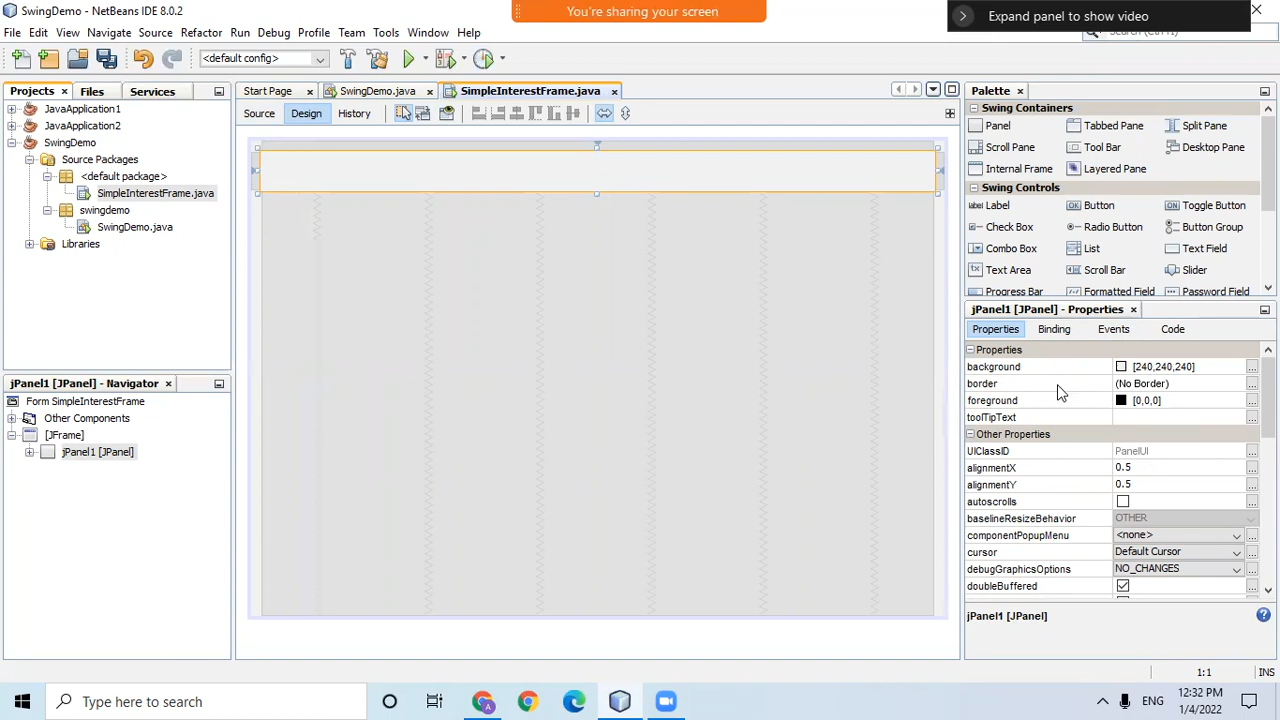 SwingDemo - NetBeans IDE 8.0.2
You're sharing your screen
Expand panel to show video
File Edit View Navigate Source Refactor Run Debug Profile Team Tools Window Help
<default config>
Projects Files Services
Start Page SwingDemo.java SimpleInterestFrame.java
Palette
Source Design History
JavaApplication1
JavaApplication2
SwingDemo
Source Packages
<default package>
SimpleInterestFrame.java
swingdemo
SwingDemo.java
Libraries
Swing Containers
Panel Tabbed Pane Split Pane
Scroll Pane Tool Bar Desktop Pane
Internal Frame Layered Pane
Swing Controls
Label Button Toggle Button
Check Box Radio Button Button Group
Combo Box List Text Field
Text Area Scroll Bar Slider
Progress Bar Formatted Field Password Field
jPanel1 [JPanel] - Navigator
Form SimpleInterestFrame
Other Components
[JFrame]
jPanel1 [JPanel]
jPanel1 [JPanel] - Properties
Properties Binding Events Code
Properties
background [240,240,240]
border (No Border)
foreground [0,0,0]
toolTipText
Other Properties
UIClassID PanelUI
alignmentX 0.5
alignmentY 0.5
autoscrolls
baselineResizeBehavior OTHER
componentPopupMenu <none>
cursor Default Cursor
debugGraphicsOptions NO_CHANGES
doubleBuffered
jPanel1 [JPanel]
1:1 INS
Type here to search
ENG
12:32 PM
1/4/2022